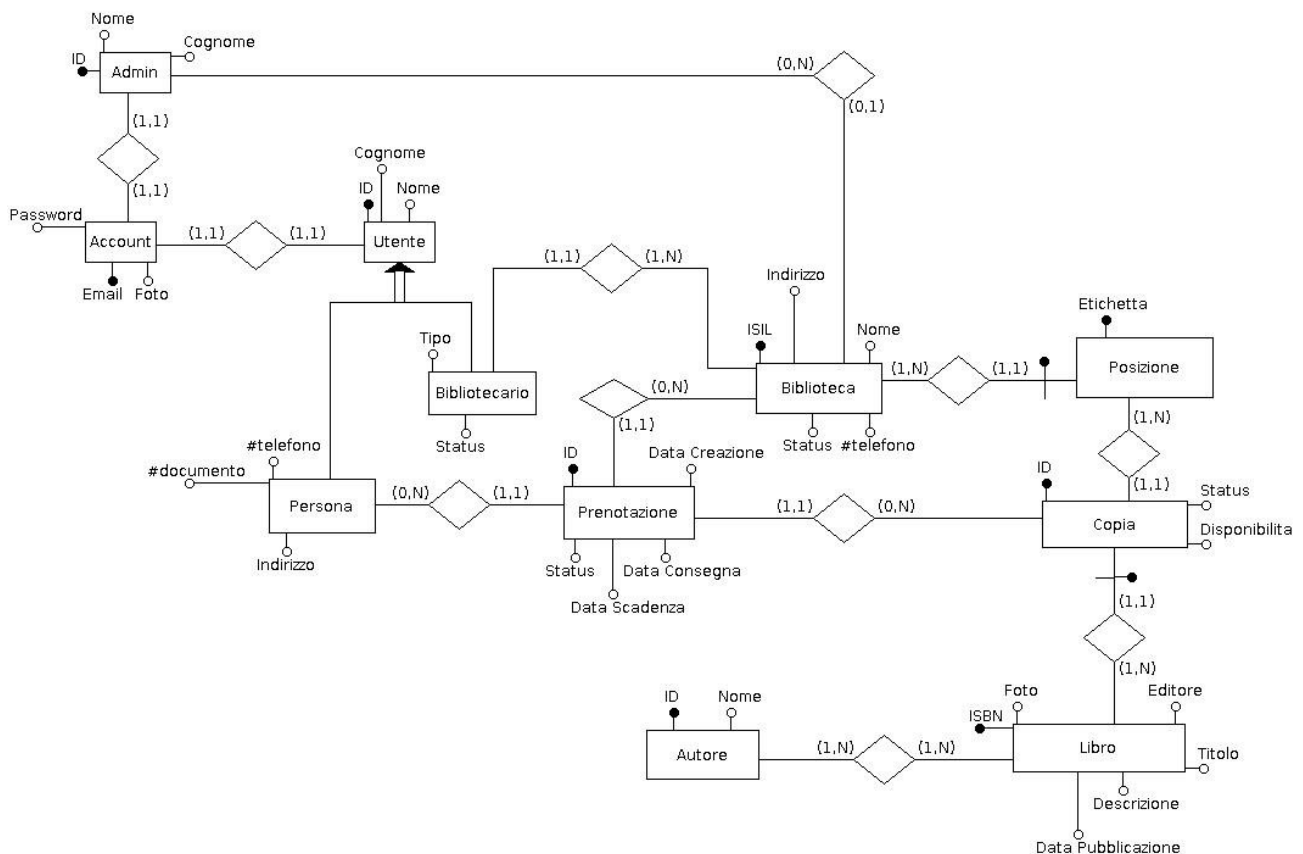 Nome
Cognome
ID
Admin
(0,N)
(0,1)
(1,1)
(1,1)
Cognome
ID
Nome
Password
Account
(1,1)
(1,1)
Utente
Email
Foto
(1,1)
(1,N)
Indirizzo
ISIL
Nome
Etichetta
Tipo
Bibliotecario
Status
(0,N)
(1,1)
Biblioteca
(1,N)
(1,1)
Posizione
Status
#telefono
(1,N)
#telefono
#documento
Persona
Indirizzo
(0,N)
(1,1)
ID
Data Creazione
Prenotazione
Status
Data Consegna
Data Scadenza
(1,1)
(0,N)
ID
(1,1)
Status
Copia
Disponibilita
(1,1)
(1,N)
ID
Nome
Autore
(1,N)
(1,N)
ISBN
Foto
Editore
Libro
Titolo
Descrizione
Data Pubblicazione